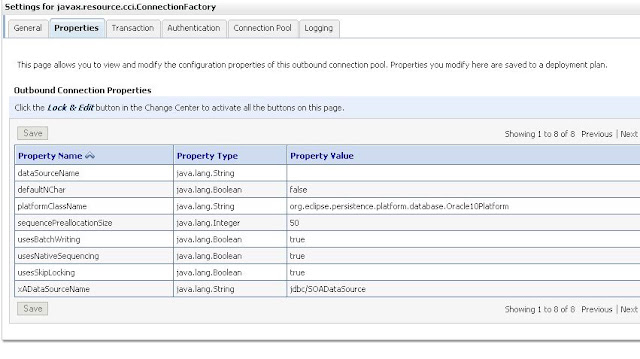 Settings for javax.resource.cci.ConnectionFactory
General Properties Transaction Authentication Connection Pool Logging
This page allows you to view and modify the configuration properties of this outbound connection pool. Properties you modify here are saved to a deployment plan.
Outbound Connection Properties
Click the Lock & Edit button in the Change Center to activate all the buttons on this page.
Save Showing 1 to 8 of 8 Previous | Next
Property Name Property Type Property Value
dataSourceName java.lang.String
defaultNChar java.lang.Boolean false
platformClassName java.lang.String org.eclipse.persistence.platform.database.Oracle10Platform
sequencePreallocationSize java.lang.Integer 50
usesBatchWriting java.lang.Boolean true
usesNativeSequencing java.lang.Boolean true
usesSkipLocking java.lang.Boolean true
xADataSourceName java.lang.String jdbc/SOADataSource
Save Showing 1 to 8 of 8 Previous | Next